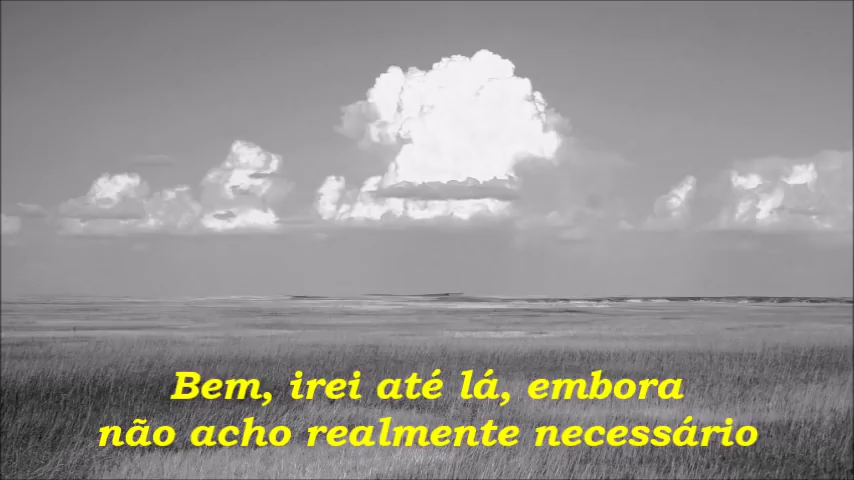 Bem, irei até lá, embora
não acho realmente necessário